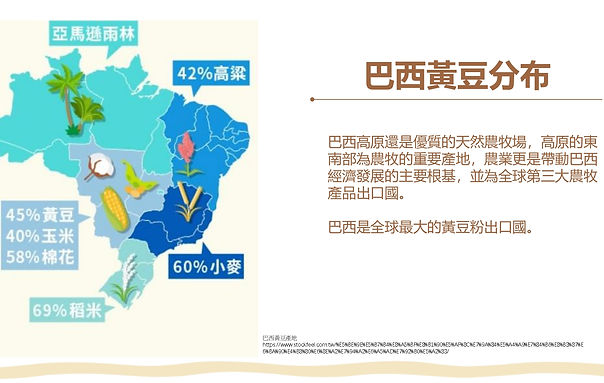 亞馬遜雨林
42%高粱
45%黃豆
40%玉米
58%棉花
60%小麥
69%稻米
巴西黃豆分布
巴西高原還是優質的天然農牧場，高原的東
南部為農牧的重要產地，農業更是帶動巴西
經濟發展的主要根基，並為全球第三大農牧
產品出口國。
巴西是全球最大的黃豆粉出口國。
巴西黃豆產地